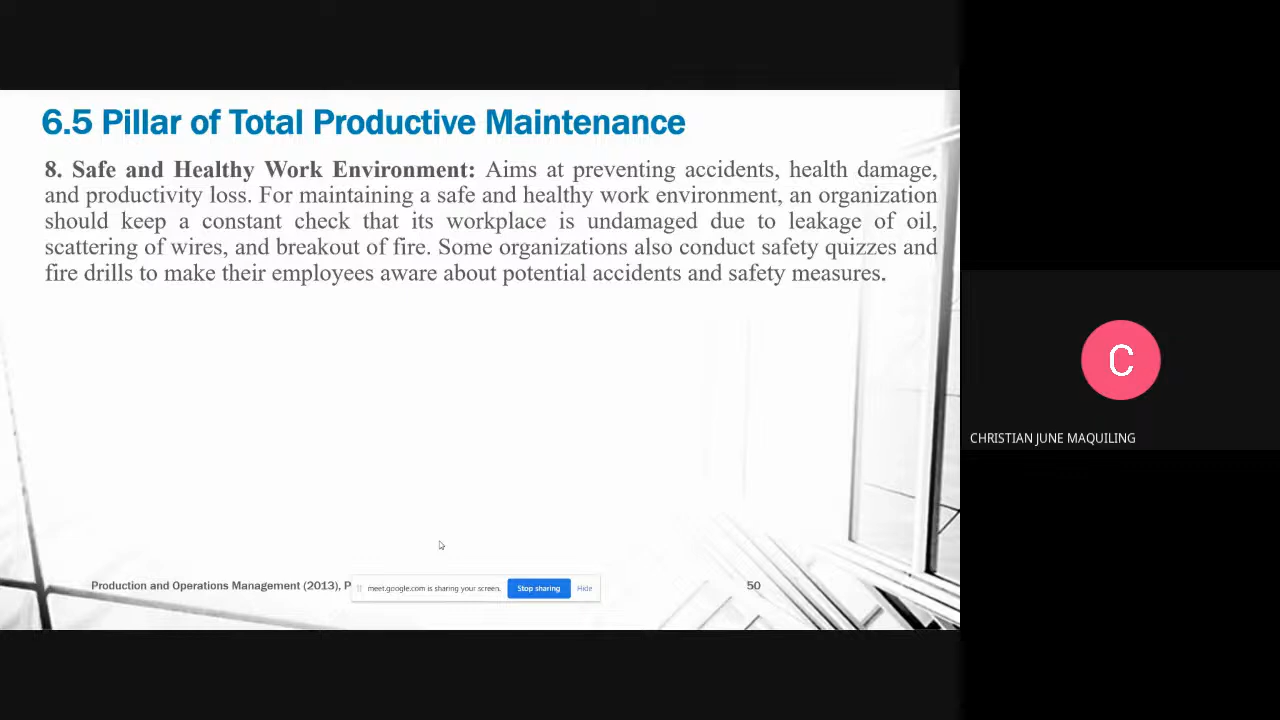 6.5 Pillar of Total Productive Maintenance
8. Safe and Healthy Work Environment: Aims at preventing accidents, health damage,
and productivity loss. For maintaining a safe and healthy work environment, an organization
should keep a constant check that its workplace is undamaged due to leakage of oil,
scattering of wires, and breakout of fire. Some organizations also conduct safety quizzes and
fire drills to make their employees aware about potential accidents and safety measures.
C
CHRISTIAN JUNE MAQUILING
Production and Operations Management (2013), P
meet.google.com is sharing your screen.
Stop sharing
Hide
50